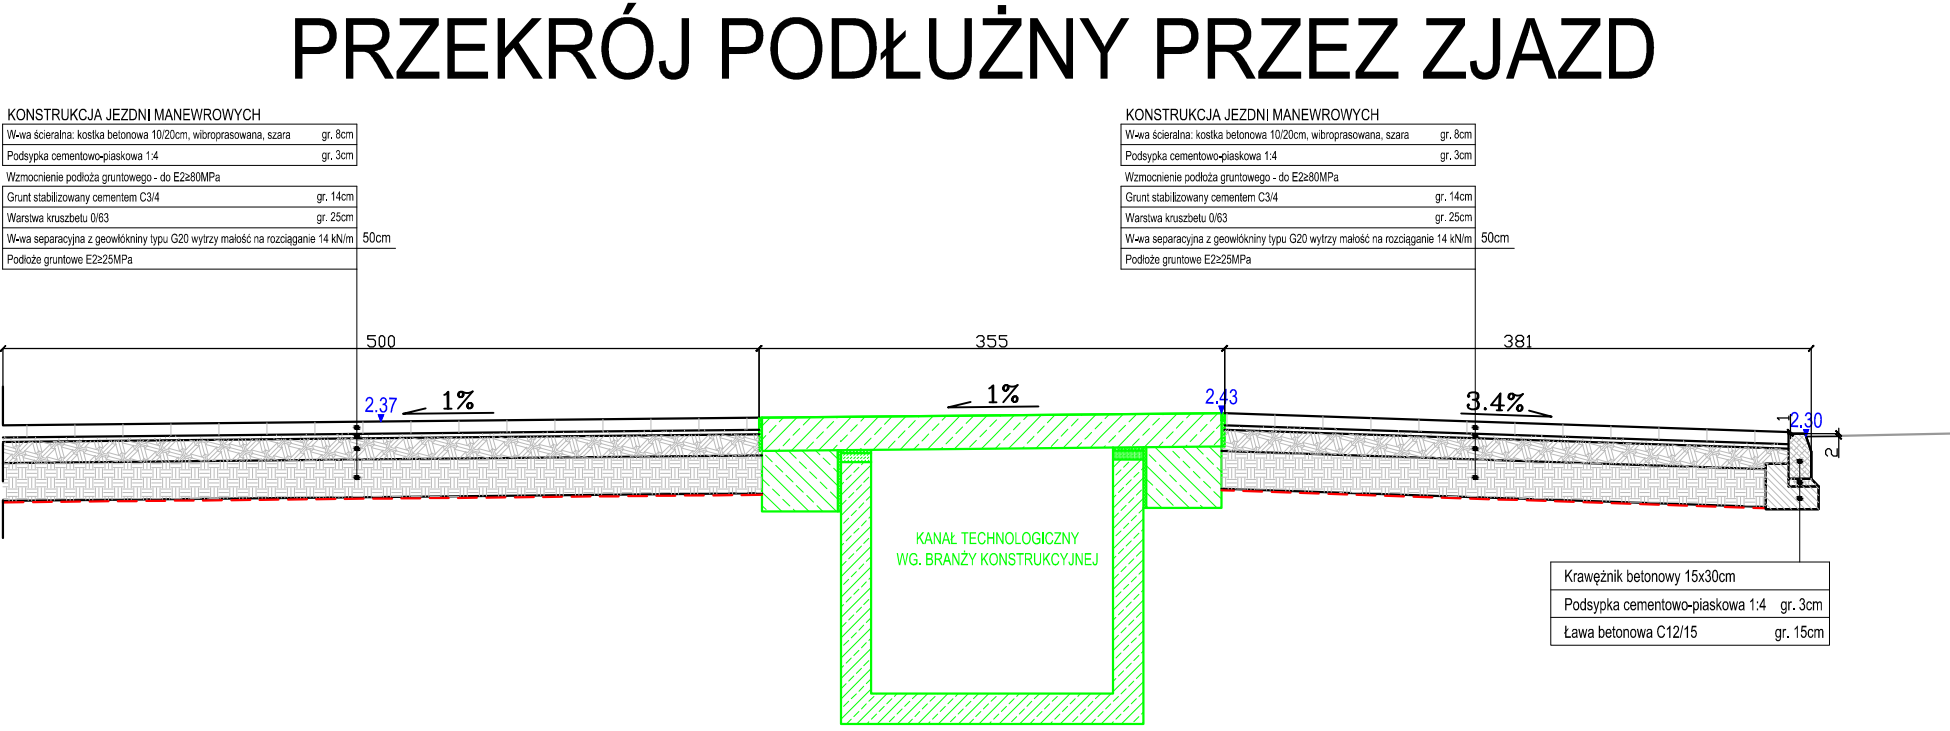 PRZEKRÓJ PODŁUŻNY PRZEZ ZJAZD
KONSTRUKCJA JEZDNI MANEWROWYCH
W-wa ścieralna: kostka betonowa 10/20cm, wibroprasowana, szara gr. 8cm
Podsypka cementowo-piaskowa 1:4 gr. 3cm
Wzmocnienie podłoża gruntowego - do E2≥80MPa
Grunt stabilizowany cementem C3/4 gr. 14cm
Warstwa kruszbetu 0/63 gr. 25cm
W-wa separacyjna z geowłókniny typu G20 wytrzy małość na rozciąganie 14 kN/m 50cm
Podłoże gruntowe E2≥25MPa
KONSTRUKCJA JEZDNI MANEWROWYCH
W-wa ścieralna: kostka betonowa 10/20cm, wibroprasowana, szara gr. 8cm
Podsypka cementowo-piaskowa 1:4 gr. 3cm
Wzmocnienie podłoża gruntowego - do E2≥80MPa
Grunt stabilizowany cementem C3/4 gr. 14cm
Warstwa kruszbetu 0/63 gr. 25cm
W-wa separacyjna z geowłókniny typu G20 wytrzy małość na rozciąganie 14 kN/m 50cm
Podłoże gruntowe E2≥25MPa
500 355 381
2.37 1% 1% 2.43 3.4% 1 2.30
2
KANAŁ TECHNOLOGICZNY
WG. BRANŻY KONSTRUKCYJNEJ
Krawężnik betonowy 15x30cm
Podsypka cementowo-piaskowa 1:4 gr. 3cm
Ława betonowa C12/15 gr. 15cm